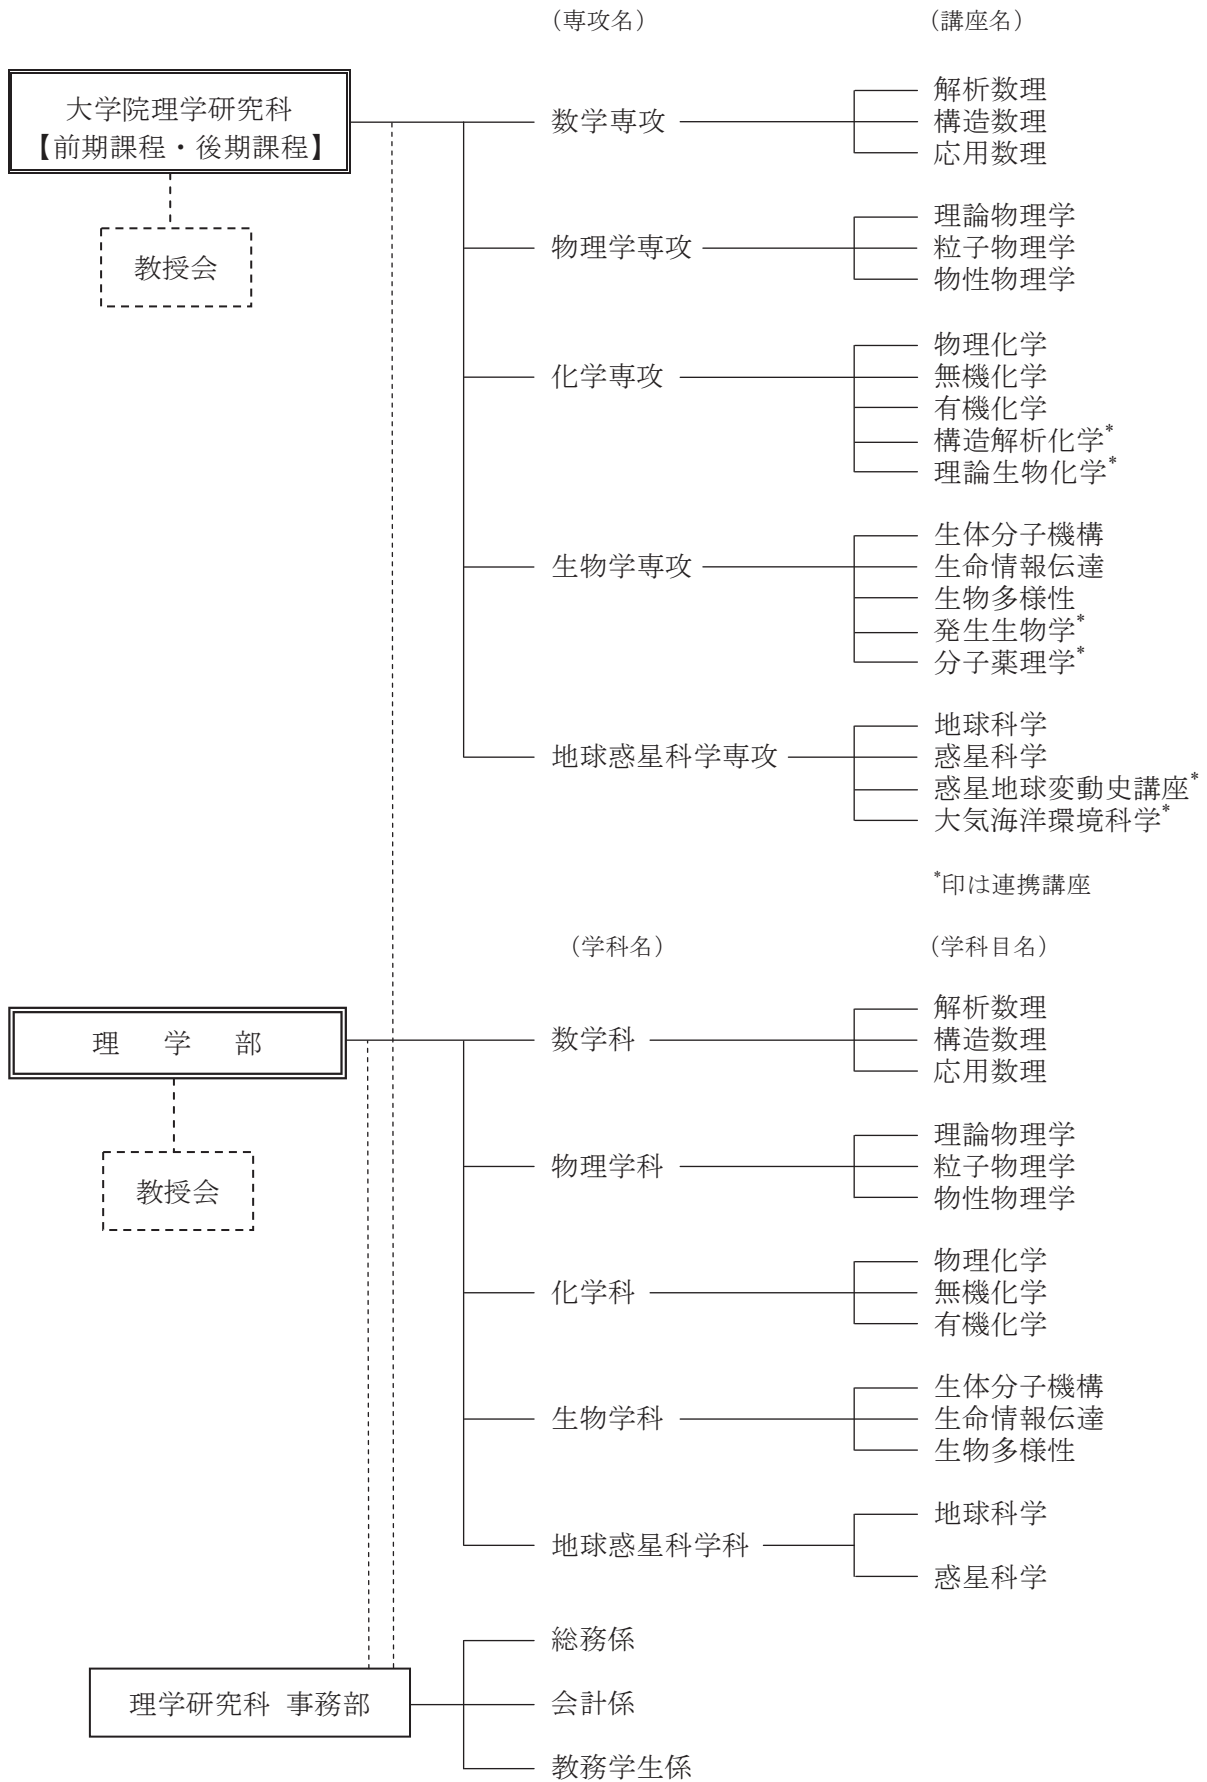 （専攻名）
（講座名）
大学院理学研究科
【前期課程・後期課程】
教授会
数学専攻
解析数理
構造数理
応用数理
物理学専攻
理論物理学
粒子物理学
物性物理学
化学専攻
物理化学
無機化学
有機化学
構造解析化学*
理論生物化学*
生物学専攻
生体分子機構
生命情報伝達
生物多様性
発生生物学*
分子薬理学*
地球惑星科学専攻
地球科学
惑星科学
惑星地球変動史講座*
大気海洋環境科学*
*印は連携講座
（学科名）
（学科目名）
理　学　部
教授会
数学科
解析数理
構造数理
応用数理
物理学科
理論物理学
粒子物理学
物性物理学
化学科
物理化学
無機化学
有機化学
生物学科
生体分子機構
生命情報伝達
生物多様性
地球惑星科学科
地球科学
惑星科学
理学研究科 事務部
総務係
会計係
教務学生係